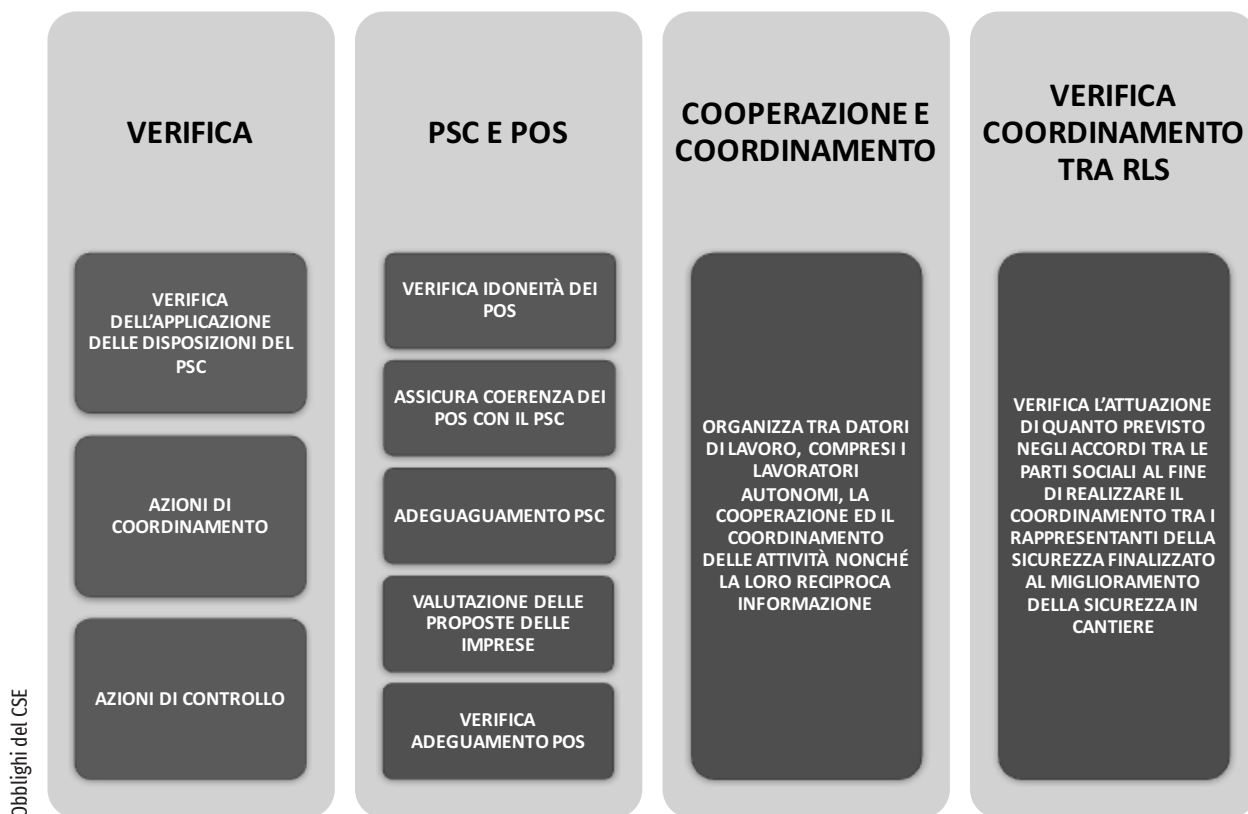 VERIFICA
VERIFICA
DELL’APPLICAZIONE
DELLE DISPOSIZIONI DEL
PSC
AZIONI DI
COORDINAMENTO
AZIONI DI CONTROLLO
PSC E POS
VERIFICA IDONEITÀ DEI
POS
ASSICURA COERENZA DEI
POS CON IL PSC
ADEGUAGUAMENTO PSC
VALUTAZIONE DELLE
PROPOSTE DELLE
IMPRESE
VERIFICA
ADEGUAMENTO POS
COOPERAZIONE E
COORDINAMENTO
ORGANIZZA TRA DATORI
DI LAVORO, COMPRESI I
LAVORATORI
AUTONOMI, LA
COOPERAZIONE ED IL
COORDINAMENTO
DELLE ATTIVITÀ NONCHÉ
LA LORO RECIPROCA
INFORMAZIONE
VERIFICA
COORDINAMENTO
TRA RLS
VERIFICA L’ATTUAZIONE
DI QUANTO PREVISTO
NEGLI ACCORDI TRA LE
PARTI SOCIALI AL FINE
DI REALIZZARE IL
COORDINAMENTO TRA I
RAPPRESENTANTI DELLA
SICUREZZA FINALIZZATO
AL MIGLIORAMENTO
DELLA SICUREZZA IN
CANTIERE
Obblighi del CSE